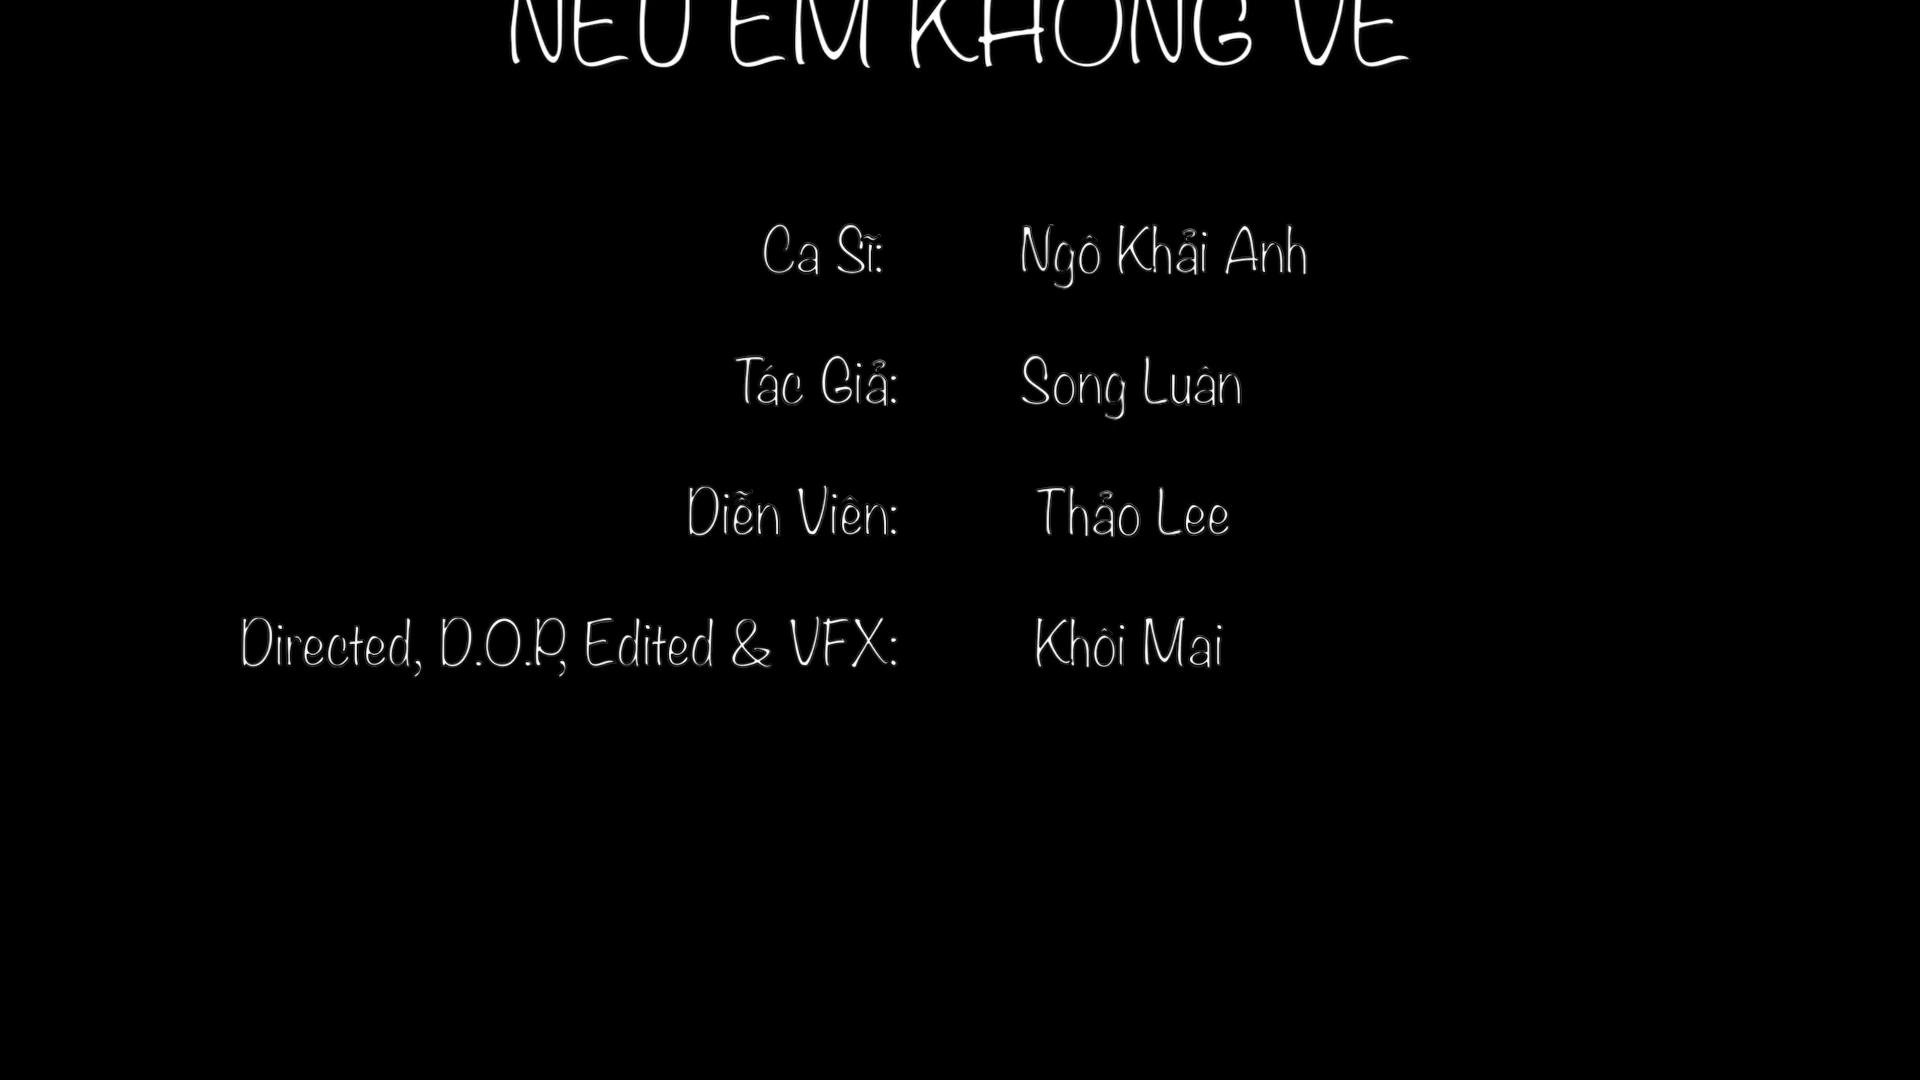 NẾU EM KHÔNG VỀ
Ca Sĩ: Ngô Khải Anh
Tác Giả: Song Luân
Diễn Viên: Thảo Lee
Directed, D.O.P, Edited & VFX: Khôi Mai